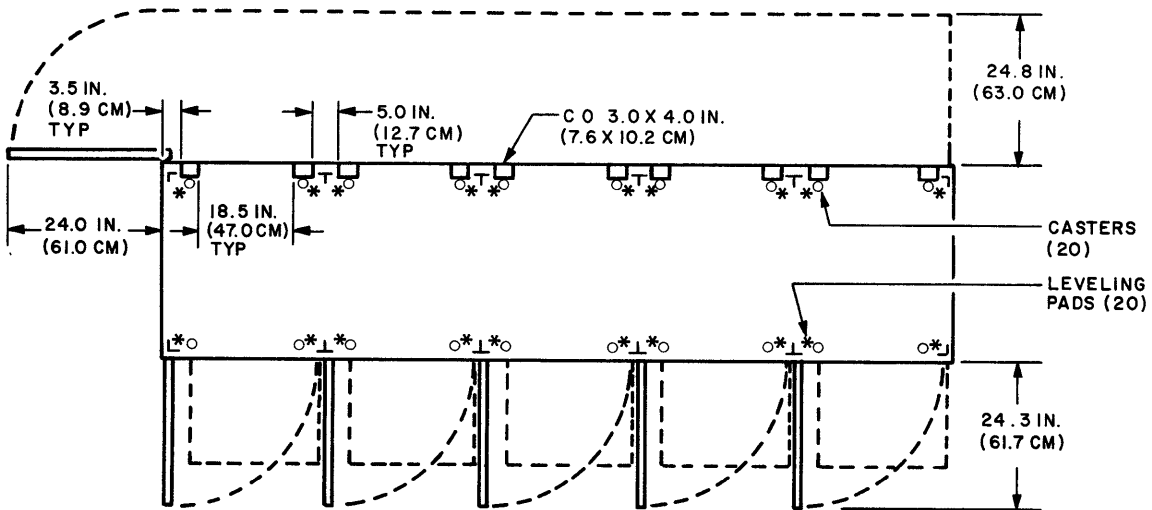 3.5 IN.
(8.9 CM)
TYP
5.0 IN.
(12.7 CM)
TYP
C O 3.0 X 4.0 IN.
(7.6 X 10.2 CM)
24.8 IN.
(63.0 CM)
24.0 IN.
(61.0 CM)
18.5 IN.
(47.0 CM)
TYP
CASTERS
(20)
LEVELING
PADS (20)
24.3 IN.
(61.7 CM)